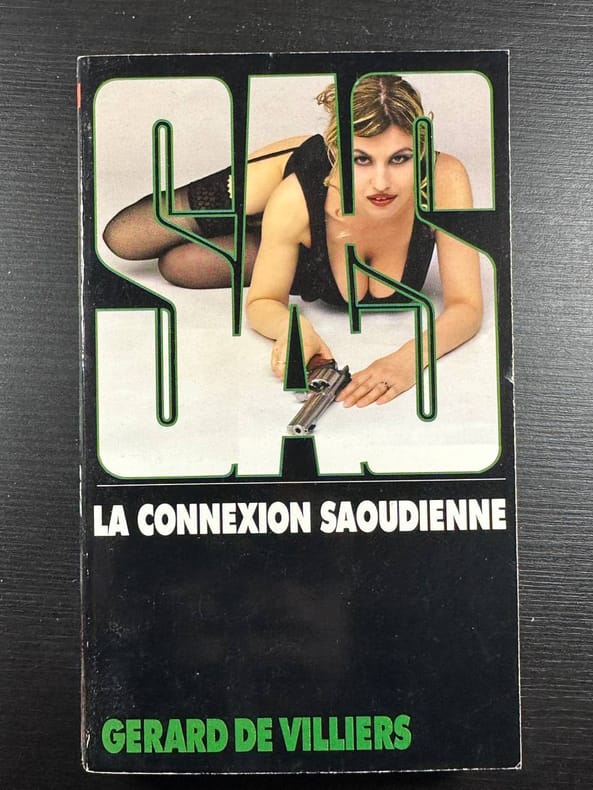 SAS
LA CONNEXION SAOUDIENNE
GERARD DE VILLIERS